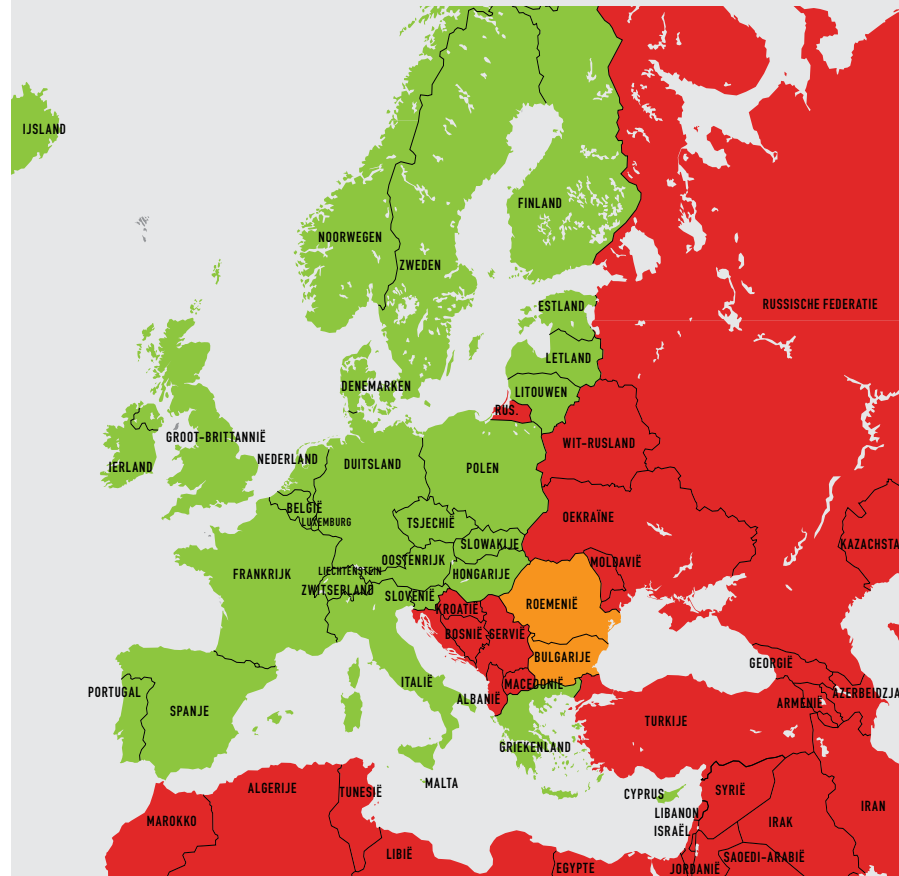 IJSLAND
FINLAND
NOORWEGEN
ZWEDEN
RUSSISCHE FEDERATIE
ESTLAND
LETLAND
DENEMARKEN
LITOUWEN
RUS.
GROOT-BRITTANNIË
WIT-RUSLAND
NEDERLAND
DUITSLAND
IERLAND
POLEN
BELGIË
LUXEMBURG
TSJECHIË
OEKRAÏNE
SLOWAKIJE
KAZACHSTA
OOSTENRIJK
MOLDAVIË
FRANKRIJK
LIECHTENSTEIN
HONGARIJE
ZWITSERLAND
SLOVENIË
KROATIË
ROEMENIË
BOSNIË
SERVIË
BULGARIJE
GEORGIË
ITALIË
MACEDONIË
PORTUGAL
SPANJE
ALBANIË
ARMENIË
AZERBEIDZJA
TURKIJE
GRIEKENLAND
MALTA
ALGERIJE
TUNESIË
CYPRUS
SYRIË
LIBANON
IRAN
MAROKKO
ISRAËL
IRAK
LIBIË
SAOEDI-ARABIË
EGYPTE
JORDANIË